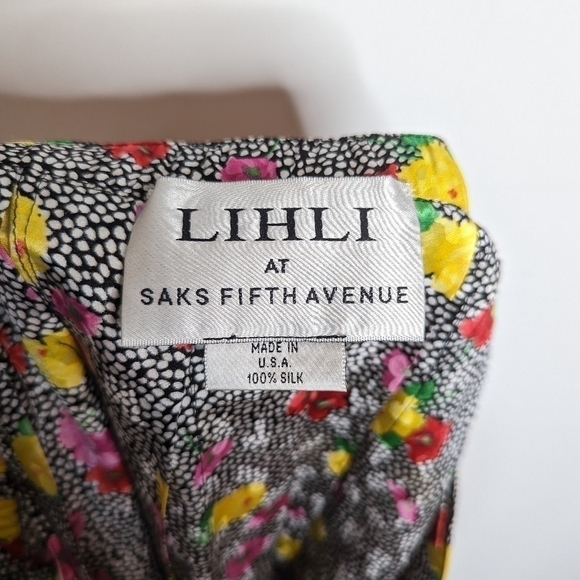 LIHLI
AT
SAKS FIFTH AVENUE
MADE IN
U.S.A.
100% SILK